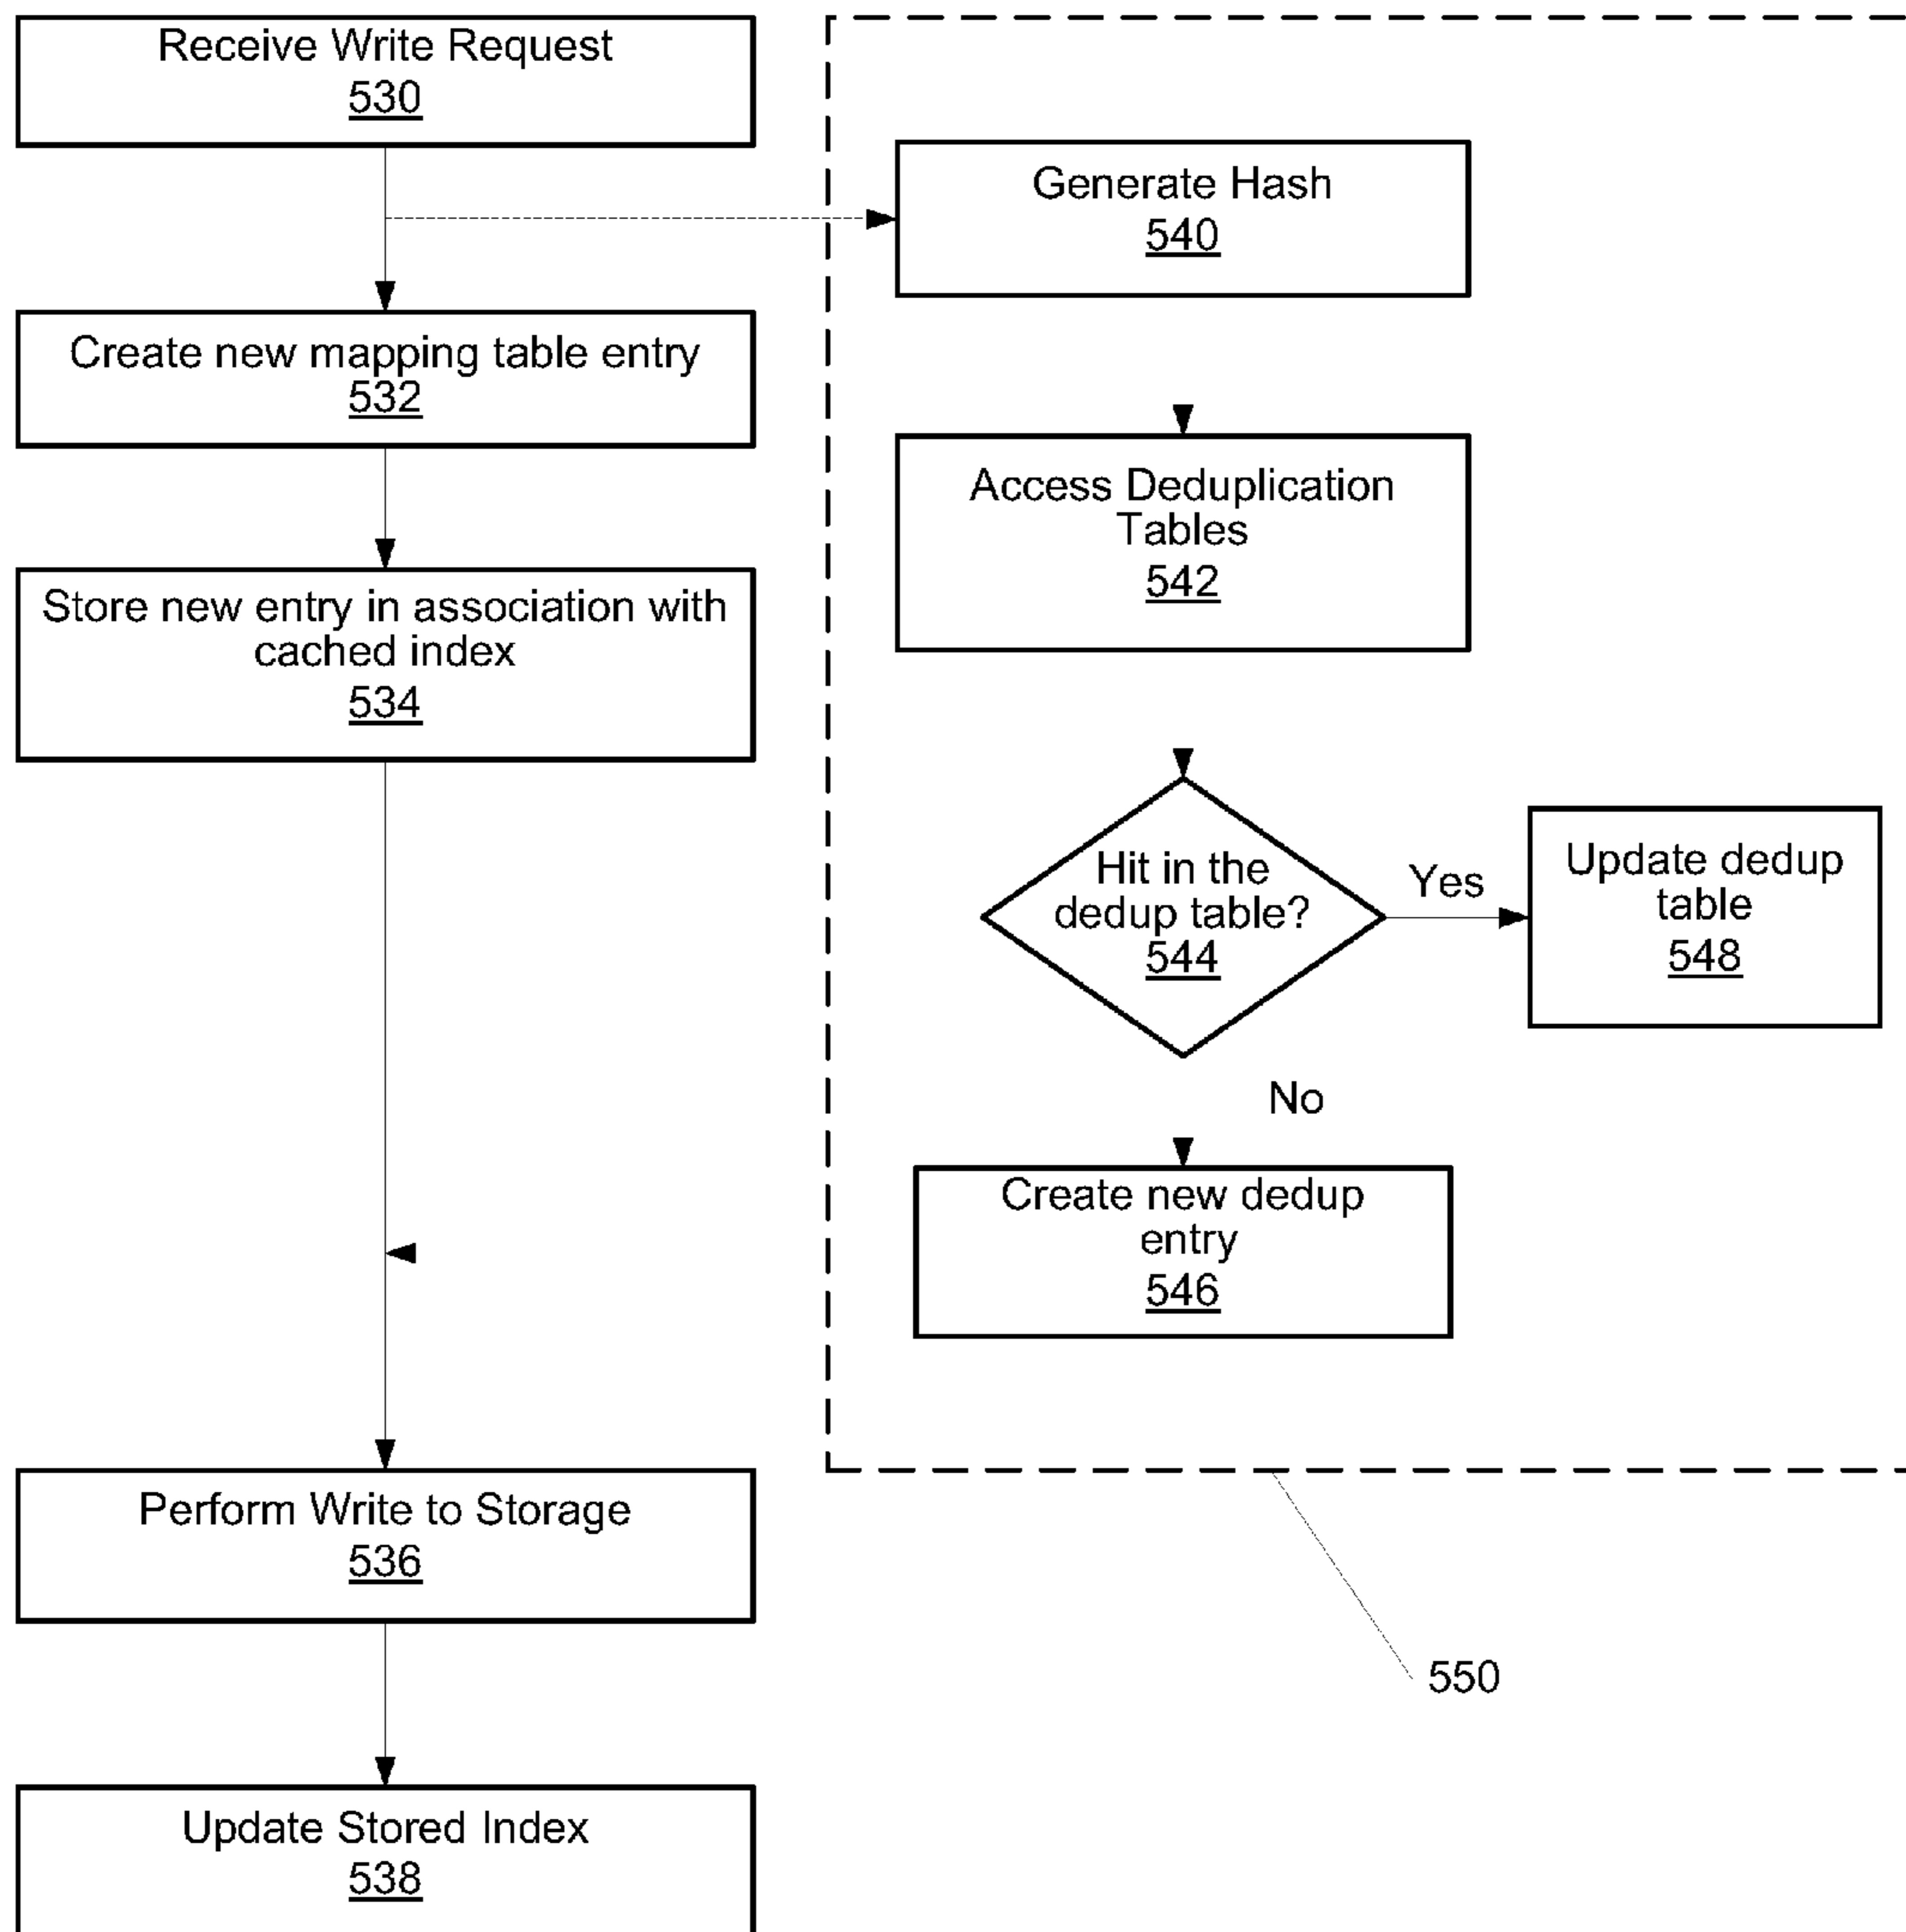 Receive Write Request
530
Create new mapping table entry
532
Store new entry in association with
cached index
534
Perform Write to Storage
536
Update Stored Index
538
Generate Hash
540
Access Deduplication
Tables
542
Hit in the
dedup table?
544
Yes
Update dedup
table
548
No
Create new dedup
entry
546
550